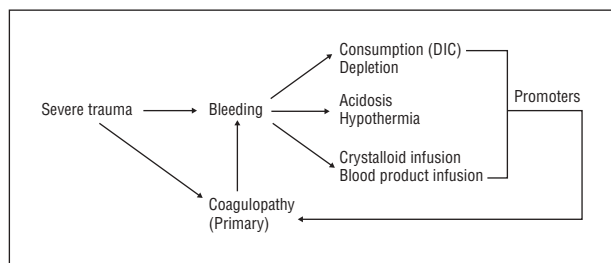 Consumption (DIC)
Depletion
Severe trauma
Bleeding
Acidosis
Hypothermia
Promoters
Crystalloid infusion
Blood product infusion
Coagulopathy
(Primary)